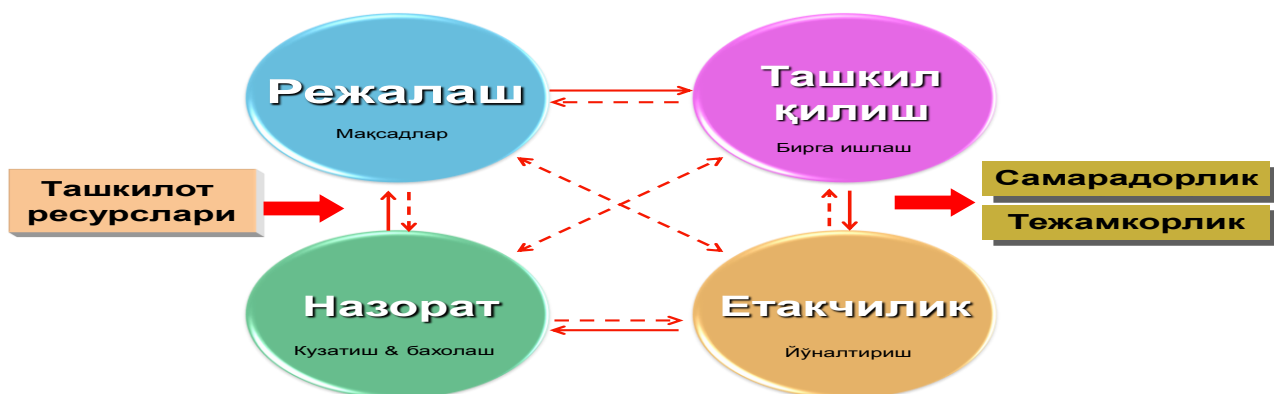 Режалаш
Мақсадлар
Ташкил
қилиш
Бирга ишлаш
Ташкилот
ресурслари
Самарадорлик
Тежамкорлик
Назорат
Кузатиш & бахолаш
Етакчилик
Йўналтириш